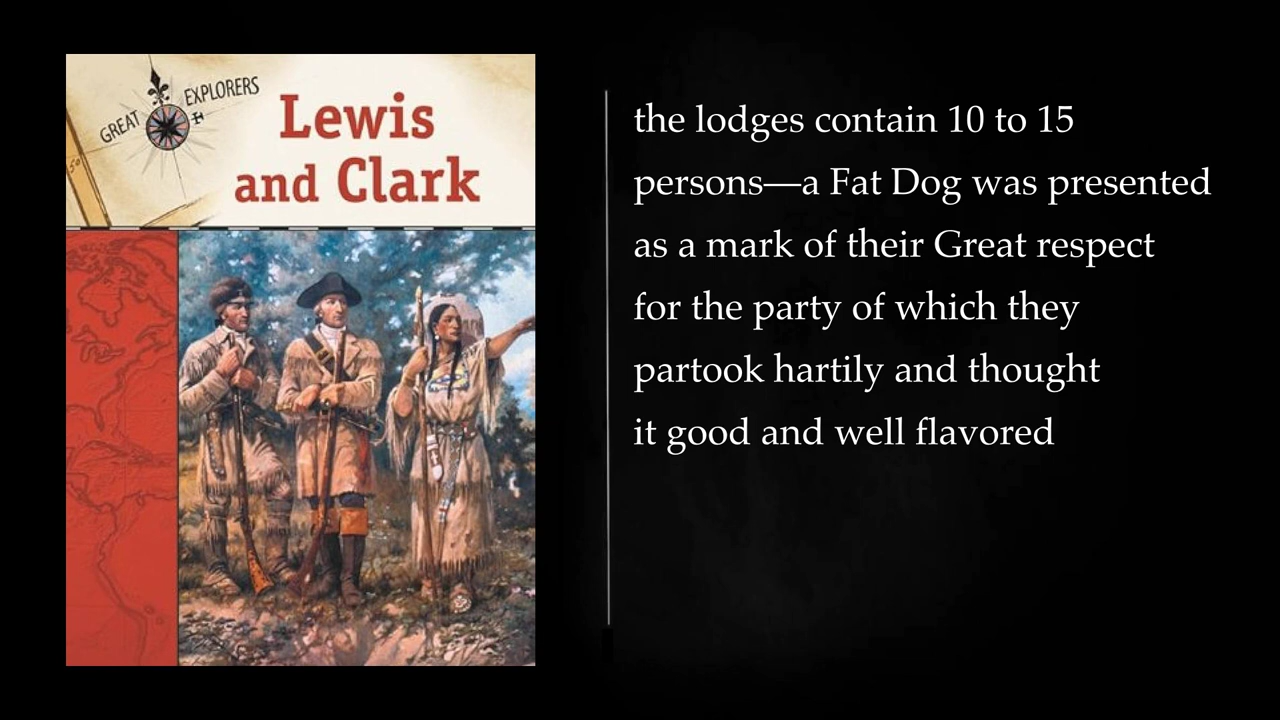 GREAT EXPLORERS
Lewis
and Clark
50
the lodges contain 10 to 15
persons—a Fat Dog was presented
as a mark of their Great respect
for the party of which they
partook hartily and thought
it good and well flavored